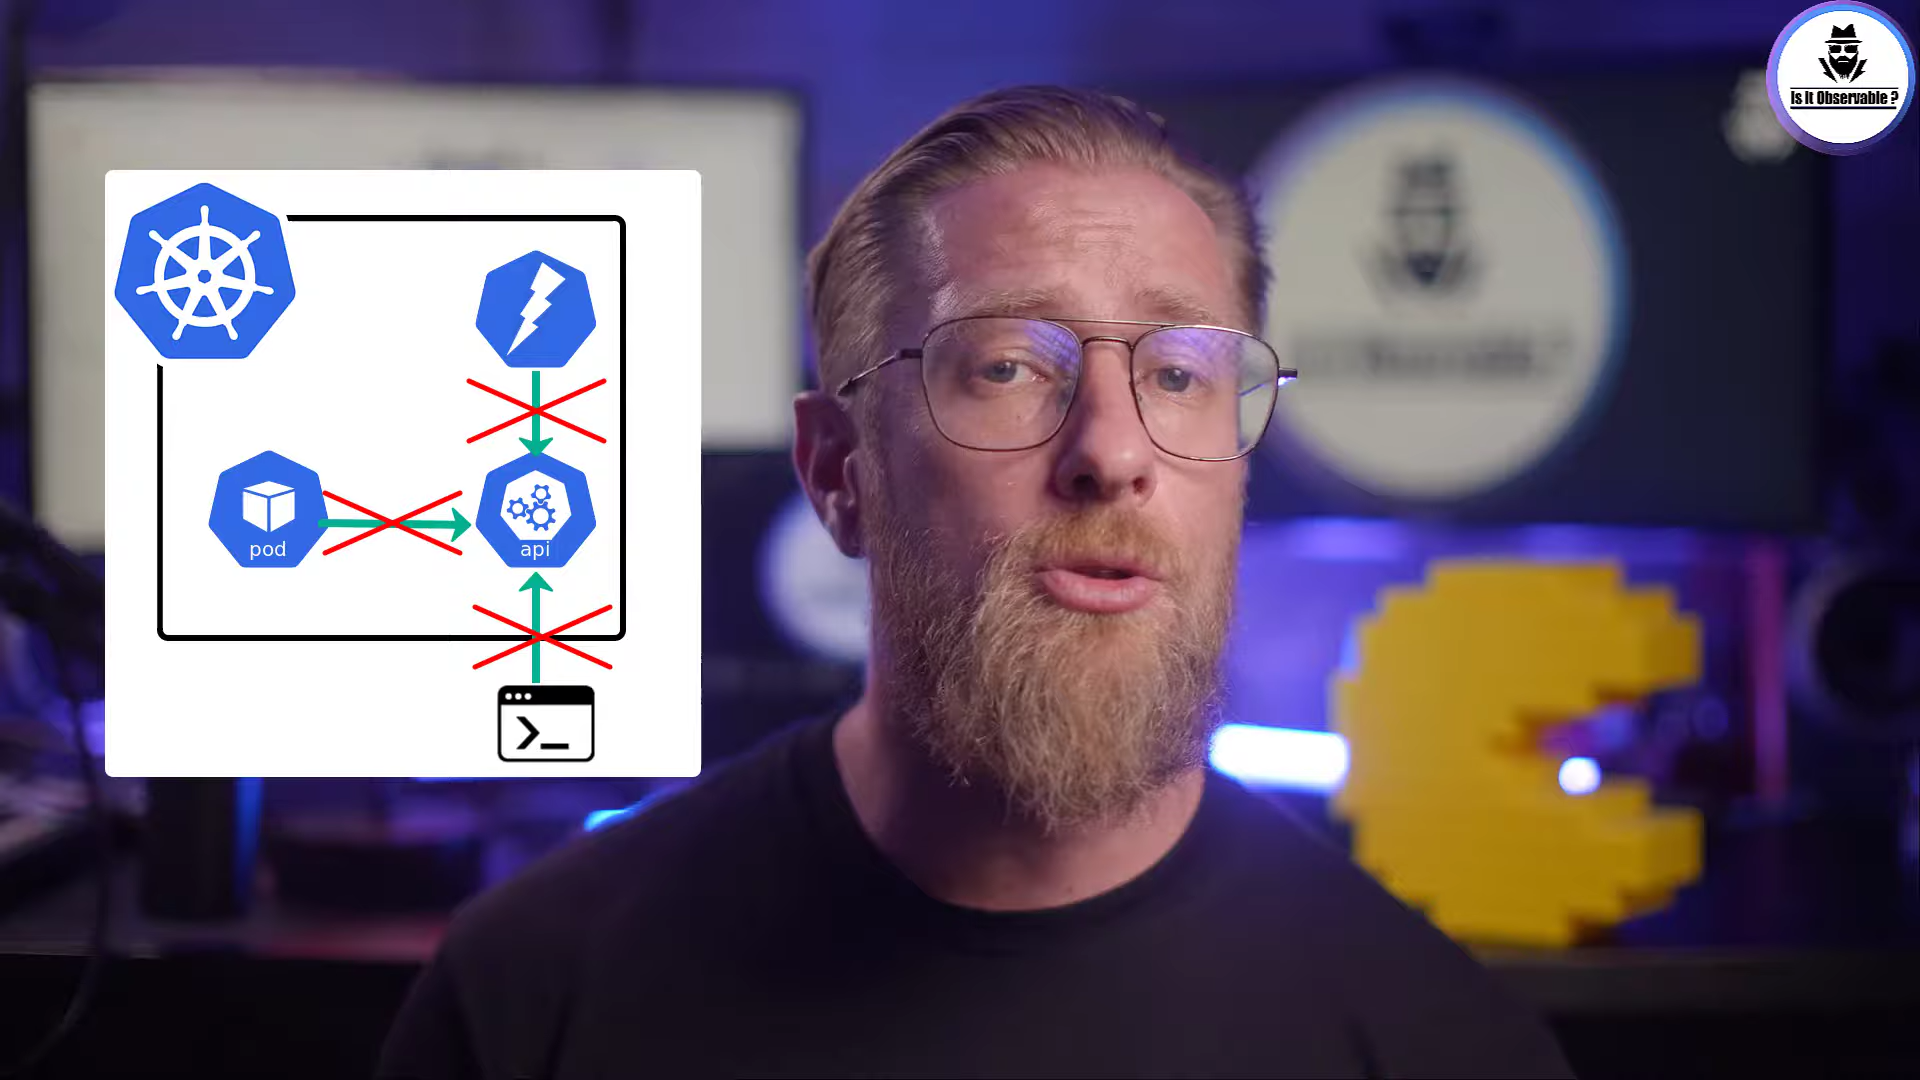 Is It Observable ?
pod
api
>_